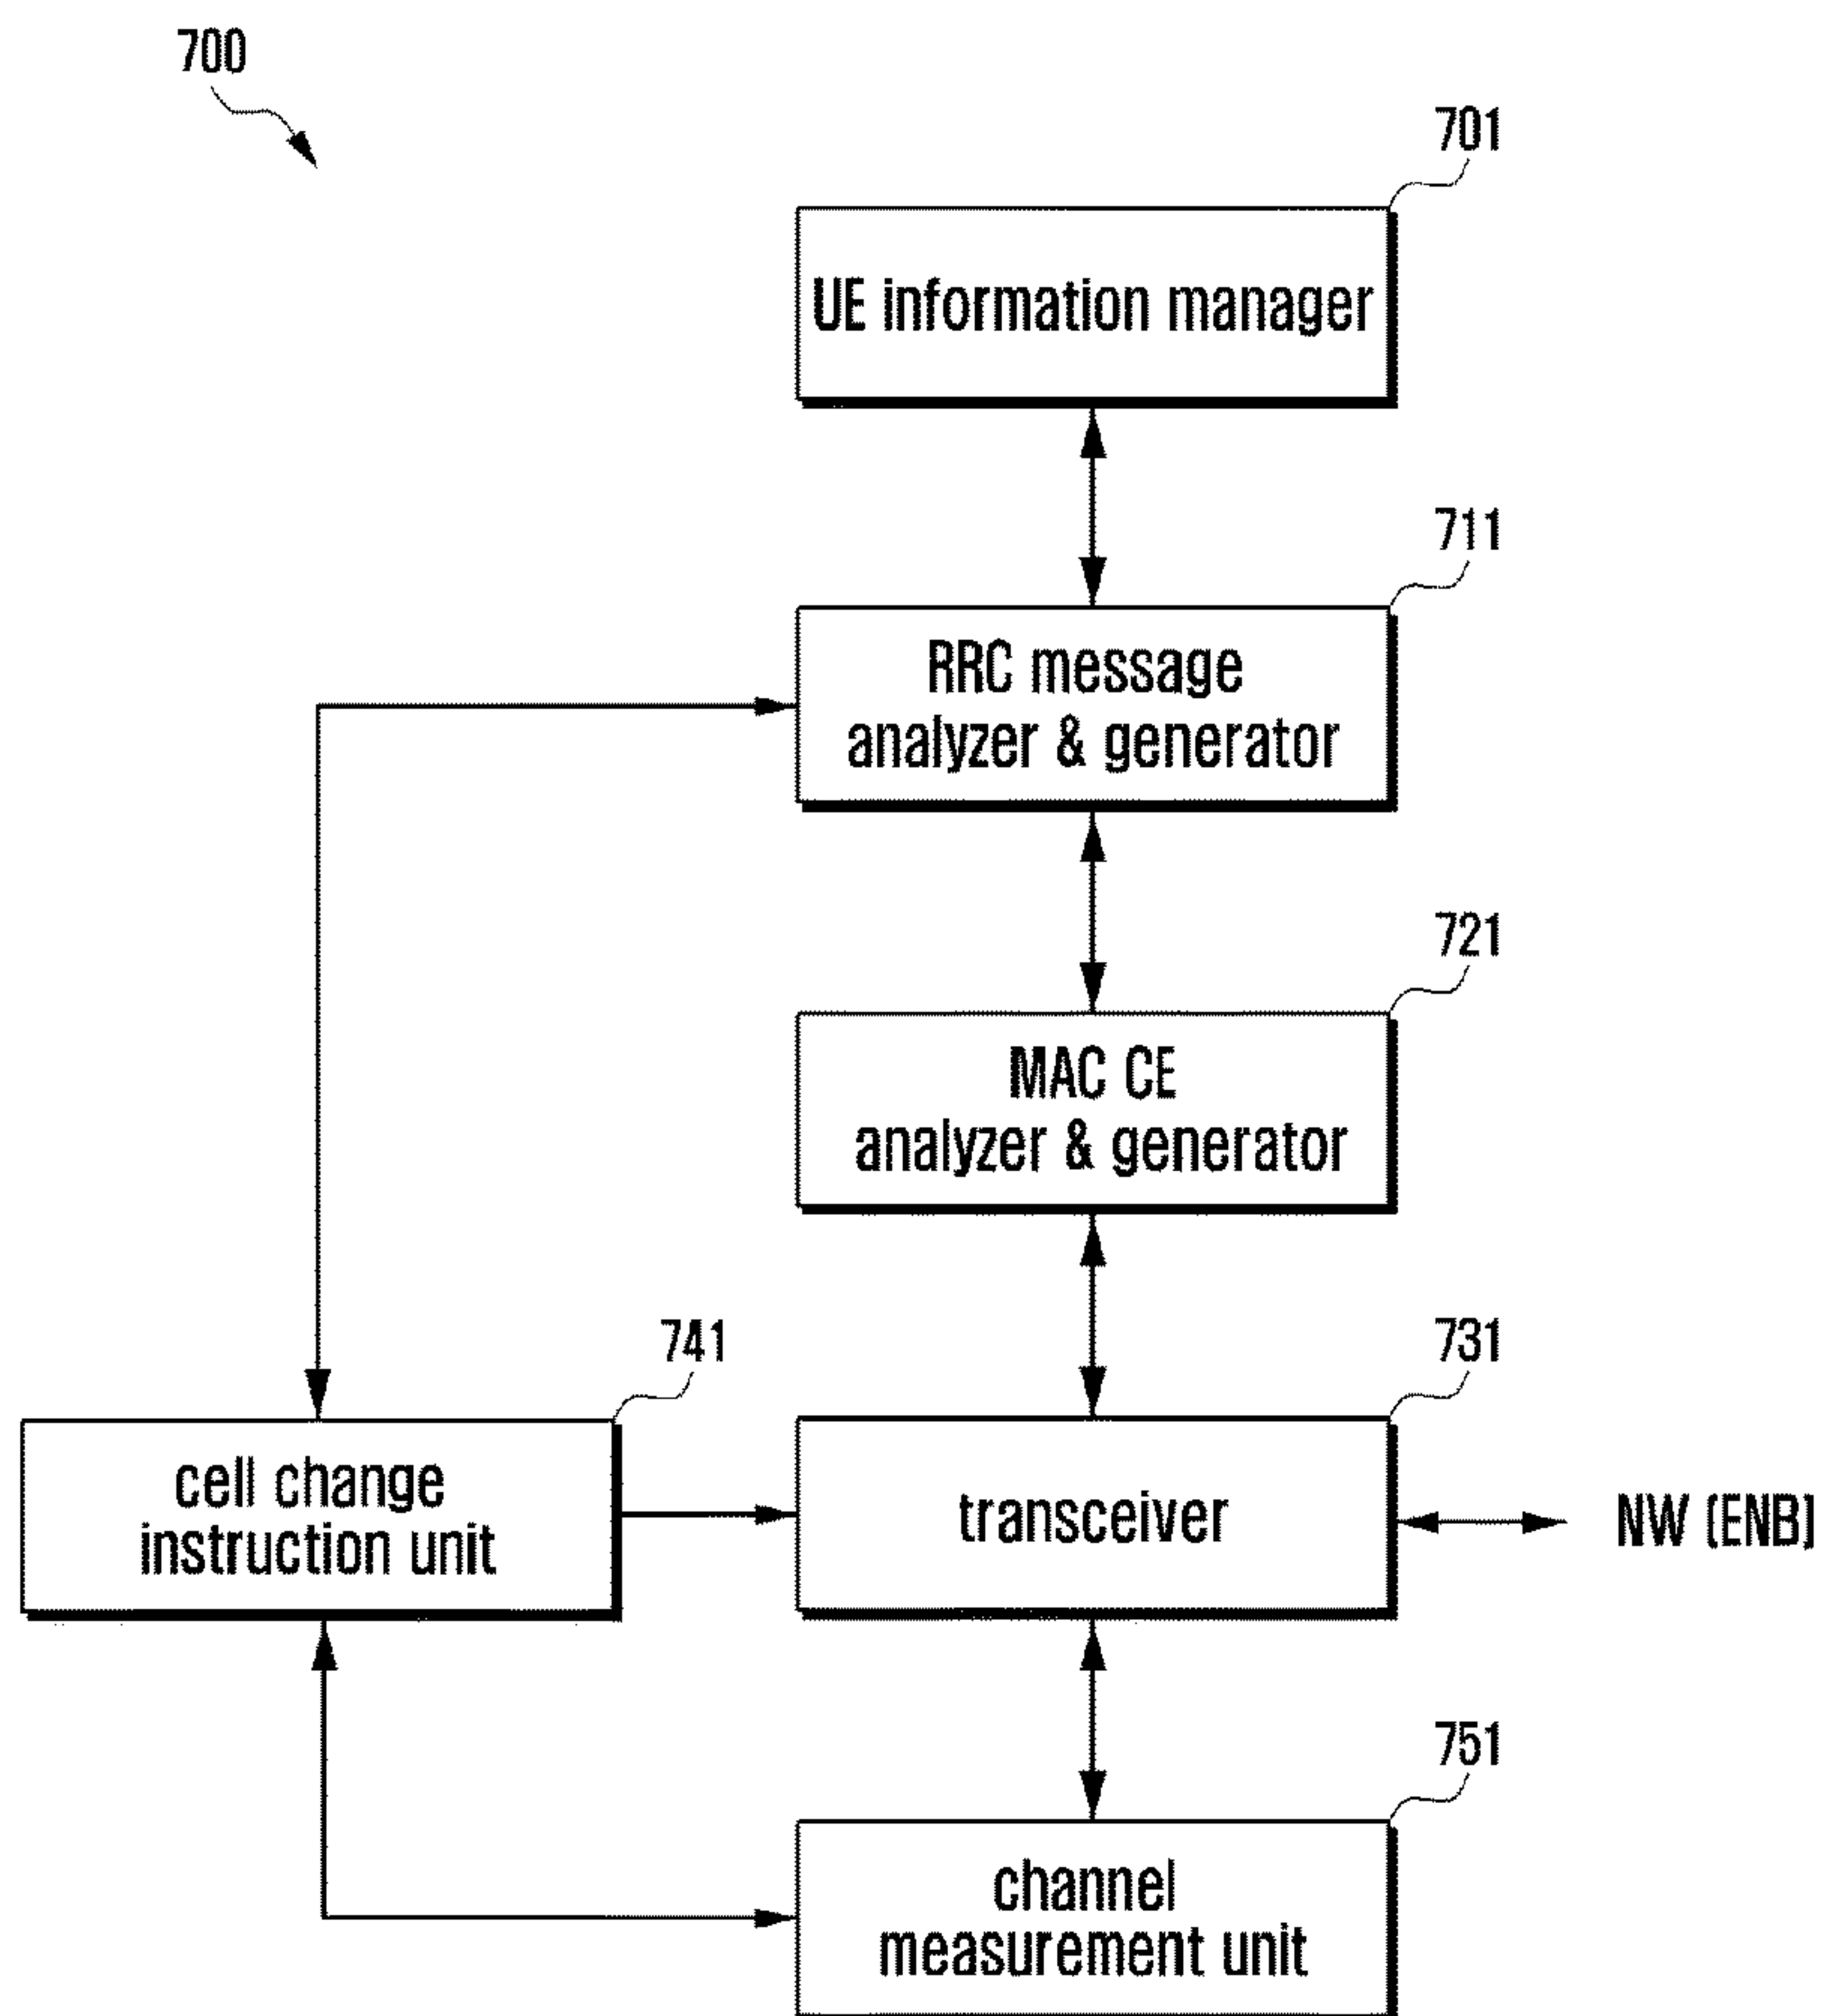 700
701
UE information manager
711
RRC message
analyzer & generator
721
MAC CE
analyzer & generator
741
731
cell change
instruction unit
transceiver
NW (ENB)
751
channel
measurement unit